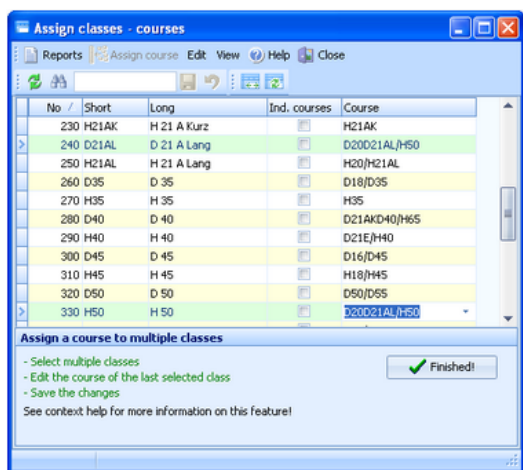 Assign classes - courses
Reports Assign course Edit View Help Close
No / Short Long Ind. courses Course
230 H21AK H 21 A Kurz H21AK
240 D21AL D 21 A Lang D20D21AL/H50
250 H21AL H 21 A Lang H20/H21AL
260 D35 D 35 D18/D35
270 H35 H 35 H35
280 D40 D 40 D21AKD40/H65
290 H40 H 40 D21E/H40
300 D45 D 45 D16/D45
310 H45 H 45 H18/H45
320 D50 D 50 D50/D55
330 H50 H 50 D20D21AL/H50
Assign a course to multiple classes
- Select multiple classes
- Edit the course of the last selected class
- Save the changes
See context help for more information on this feature!
Finished!